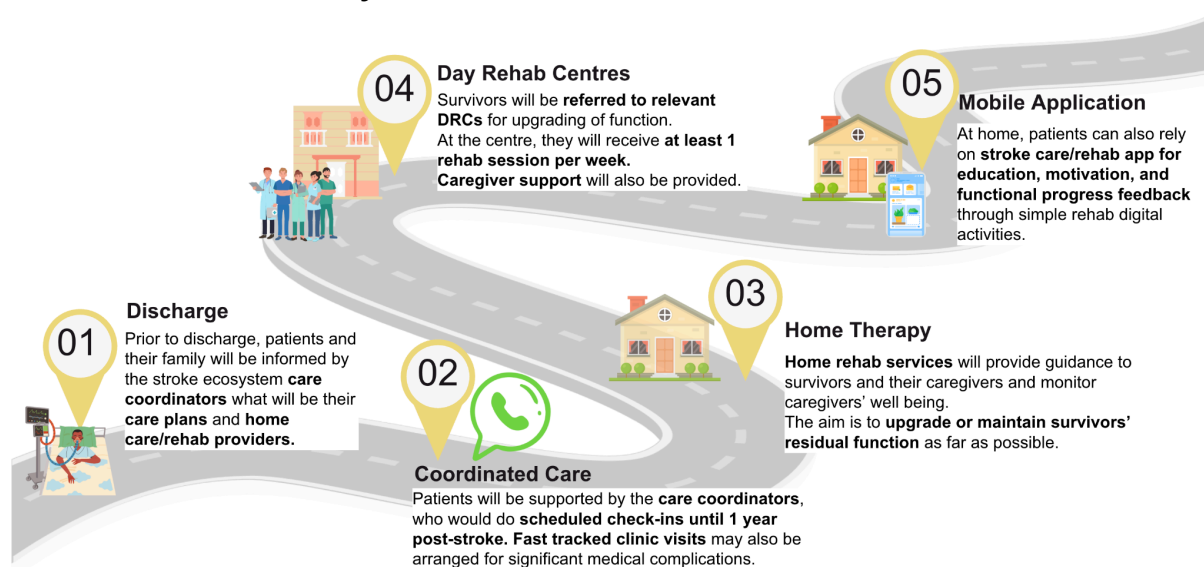 01
Discharge
Prior to discharge, patients and
their family will be informed by
the stroke ecosystem care
coordinators what will be their
care plans and home
care/rehab providers.
02
Coordinated Care
Patients will be supported by the care coordinators,
who would do scheduled check-ins until 1 year
post-stroke. Fast tracked clinic visits may also be
arranged for significant medical complications.
03
Home Therapy
Home rehab services will provide guidance to
survivors and their caregivers and monitor
caregivers’ well being.
The aim is to upgrade or maintain survivors’
residual function as far as possible.
04
Day Rehab Centres
Survivors will be referred to relevant
DRCs for upgrading of function.
At the centre, they will receive at least 1
rehab session per week.
Caregiver support will also be provided.
05
Mobile Application
At home, patients can also rely
on stroke care/rehab app for
education, motivation, and
functional progress feedback
through simple rehab digital
activities.